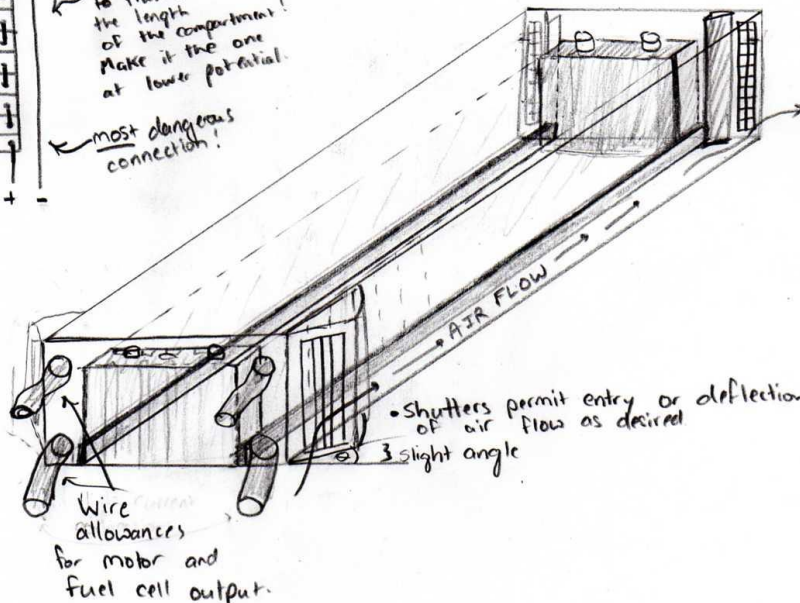 the length
of the compartment!
Make it the one
at lower potential.
most dangerous
connection!
+ -
AIR FLOW
• Shutters permit entry or deflection
of air flow as desired
} slight angle
Wire
allowances
for motor and
fuel cell output.